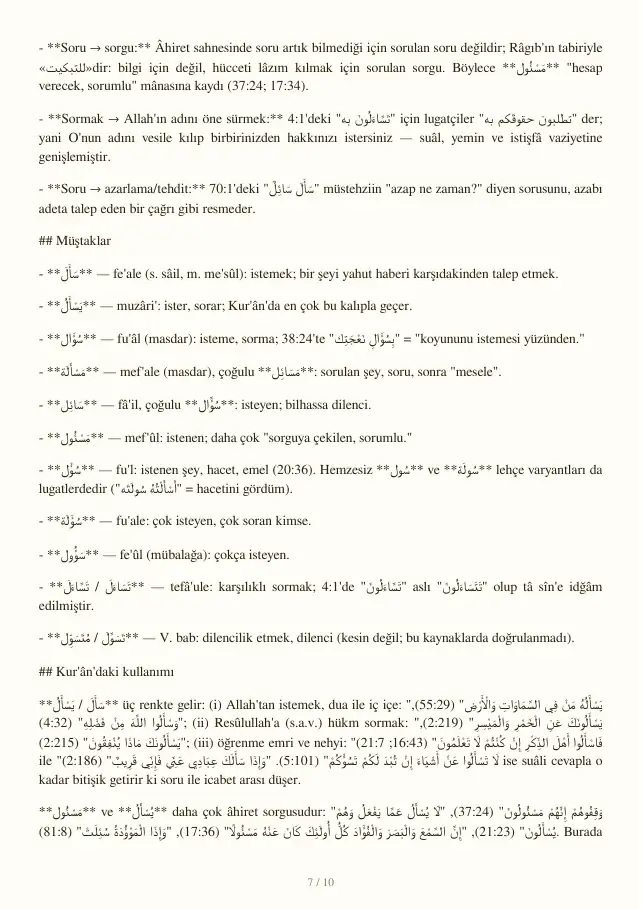 - **Soru → sorgu:** Âhiret sahnesinde soru artık bilmediği için sorulan soru değildir; Râgıb'ın tabiriyle
«للتبكيت»dir: bilgi için değil, hücceti lâzım kılmak için sorulan sorgu. Böylece **مَسْئُول** "hesap
verecek, sorumlu" mânasına kaydı (37:24; 17:34).
- **Sormak → Allah'ın adını öne sürmek:** 4:1'deki "تَسَّاءَلُونَ بِه" için lugatçiler "تطلبون حقوقكم به" der;
yani O'nun adını vesile kılıp birbirinizden hakkınızı istersiniz — suâl, yemin ve istişfâ vaziyetine
genişlemiştir.
- **Soru → azarlama/tehdit:** 70:1'deki "سَأَلَ سَائِلٌ" müstehziin "azap ne zaman?" diyen sorusunu, azabı
adeta talep eden bir çağrı gibi resmeder.
## Müştaklar
- **سَأَلَ** — fe'ale (s. sâil, m. me'sûl): istemek; bir şeyi yahut haberi karşıdakinden talep etmek.
- **يَسْأَلُ** — muzâri': ister, sorar; Kur'ân'da en çok bu kalıpla geçer.
- **سُؤَال** — fu'âl (masdar): isteme, sorma; 38:24'te "بِسُؤَالِ نَعْجَتِكَ" = "koyununu istemesi yüzünden."
- **مَسْأَلَة** — mef'ale (masdar), çoğulu **مَسَائِل**: sorulan şey, soru, sonra "mesele".
- **سَائِل** — fâ'il, çoğulu **سُؤَّال**: isteyen; bilhassa dilenci.
- **مَسْئُول** — mef'ûl: istenen; daha çok "sorguya çekilen, sorumlu."
- **سُؤْل** — fu'l: istenen şey, hacet, emel (20:36). Hemzesiz **سُول** ve **سُولَة** lehçe varyantları da
lugatlerdedir ("أَسْأَلْتُهُ سُولَتَه" = hacetini gördüm).
- **سُؤَلَة** — fu'ale: çok isteyen, çok soran kimse.
- **سَؤُول** — fe'ûl (mübalağa): çokça isteyen.
- **تَسَاءَلَ / تَسَّاءَلَ** — tefâ'ule: karşılıklı sormak; 4:1'de "تَسَّاءَلُونَ" aslı "تَتَسَاءَلُونَ" olup tâ sîn'e idğâm
edilmiştir.
- **تَسَوَّلَ / مُتَسَوِّل** — V. bab: dilencilik etmek, dilenci (kesin değil; bu kaynaklarda doğrulanmadı).
## Kur'ân'daki kullanımı
**سَأَلَ / يَسْأَلُ** üç renkte gelir: (i) Allah'tan istemek, dua ile iç içe: "يَسْأَلُهُ مَنْ فِي السَّمَاوَاتِ وَالْأَرْضِ" (55:29),
"وَسْأَلُوا اللَّهَ مِنْ فَضْلِهِ" (4:32); (ii) Resûlullah'a (s.a.v.) hükm sormak: "يَسْأَلُونَكَ عَنِ الْخَمْرِ وَالْمَيْسِرِ" (2:219),
"يَسْأَلُونَكَ مَاذَا يُنْفِقُونَ" (2:215); (iii) öğrenme emri ve nehyi: "فَاسْأَلُوا أَهْلَ الذِّكْرِ إِنْ كُنْتُمْ لَا تَعْلَمُونَ" (16:43; 21:7)
ile "لَا تَسْأَلُوا عَنْ أَشْيَاءَ إِنْ تُبْدَ لَكُمْ تَسُؤْكُمْ" (5:101). "وَإِذَا سَأَلَكَ عِبَادِي عَنِّي فَإِنِّي قَرِيبٌ" (2:186) ise suâli cevapla o
kadar bitişik getirir ki soru ile icabet arası düşer.
**مَسْئُول** ve **يُسْأَلُ** daha çok âhiret sorgusudur: "وَقِفُوهُمْ إِنَّهُمْ مَسْئُولُونَ" (37:24), "لَا يُسْأَلُ عَمَّا يَفْعَلُ وَهُمْ
يُسْأَلُونَ" (21:23), "إِنَّ السَّمْعَ وَالْبَصَرَ وَالْفُؤَادَ كُلُّ أُولَئِكَ كَانَ عَنْهُ مَسْئُولًا" (17:36), "وَإِذَا الْمَوْؤُدَةُ سُئِلَتْ" (81:8). Burada
7 / 10